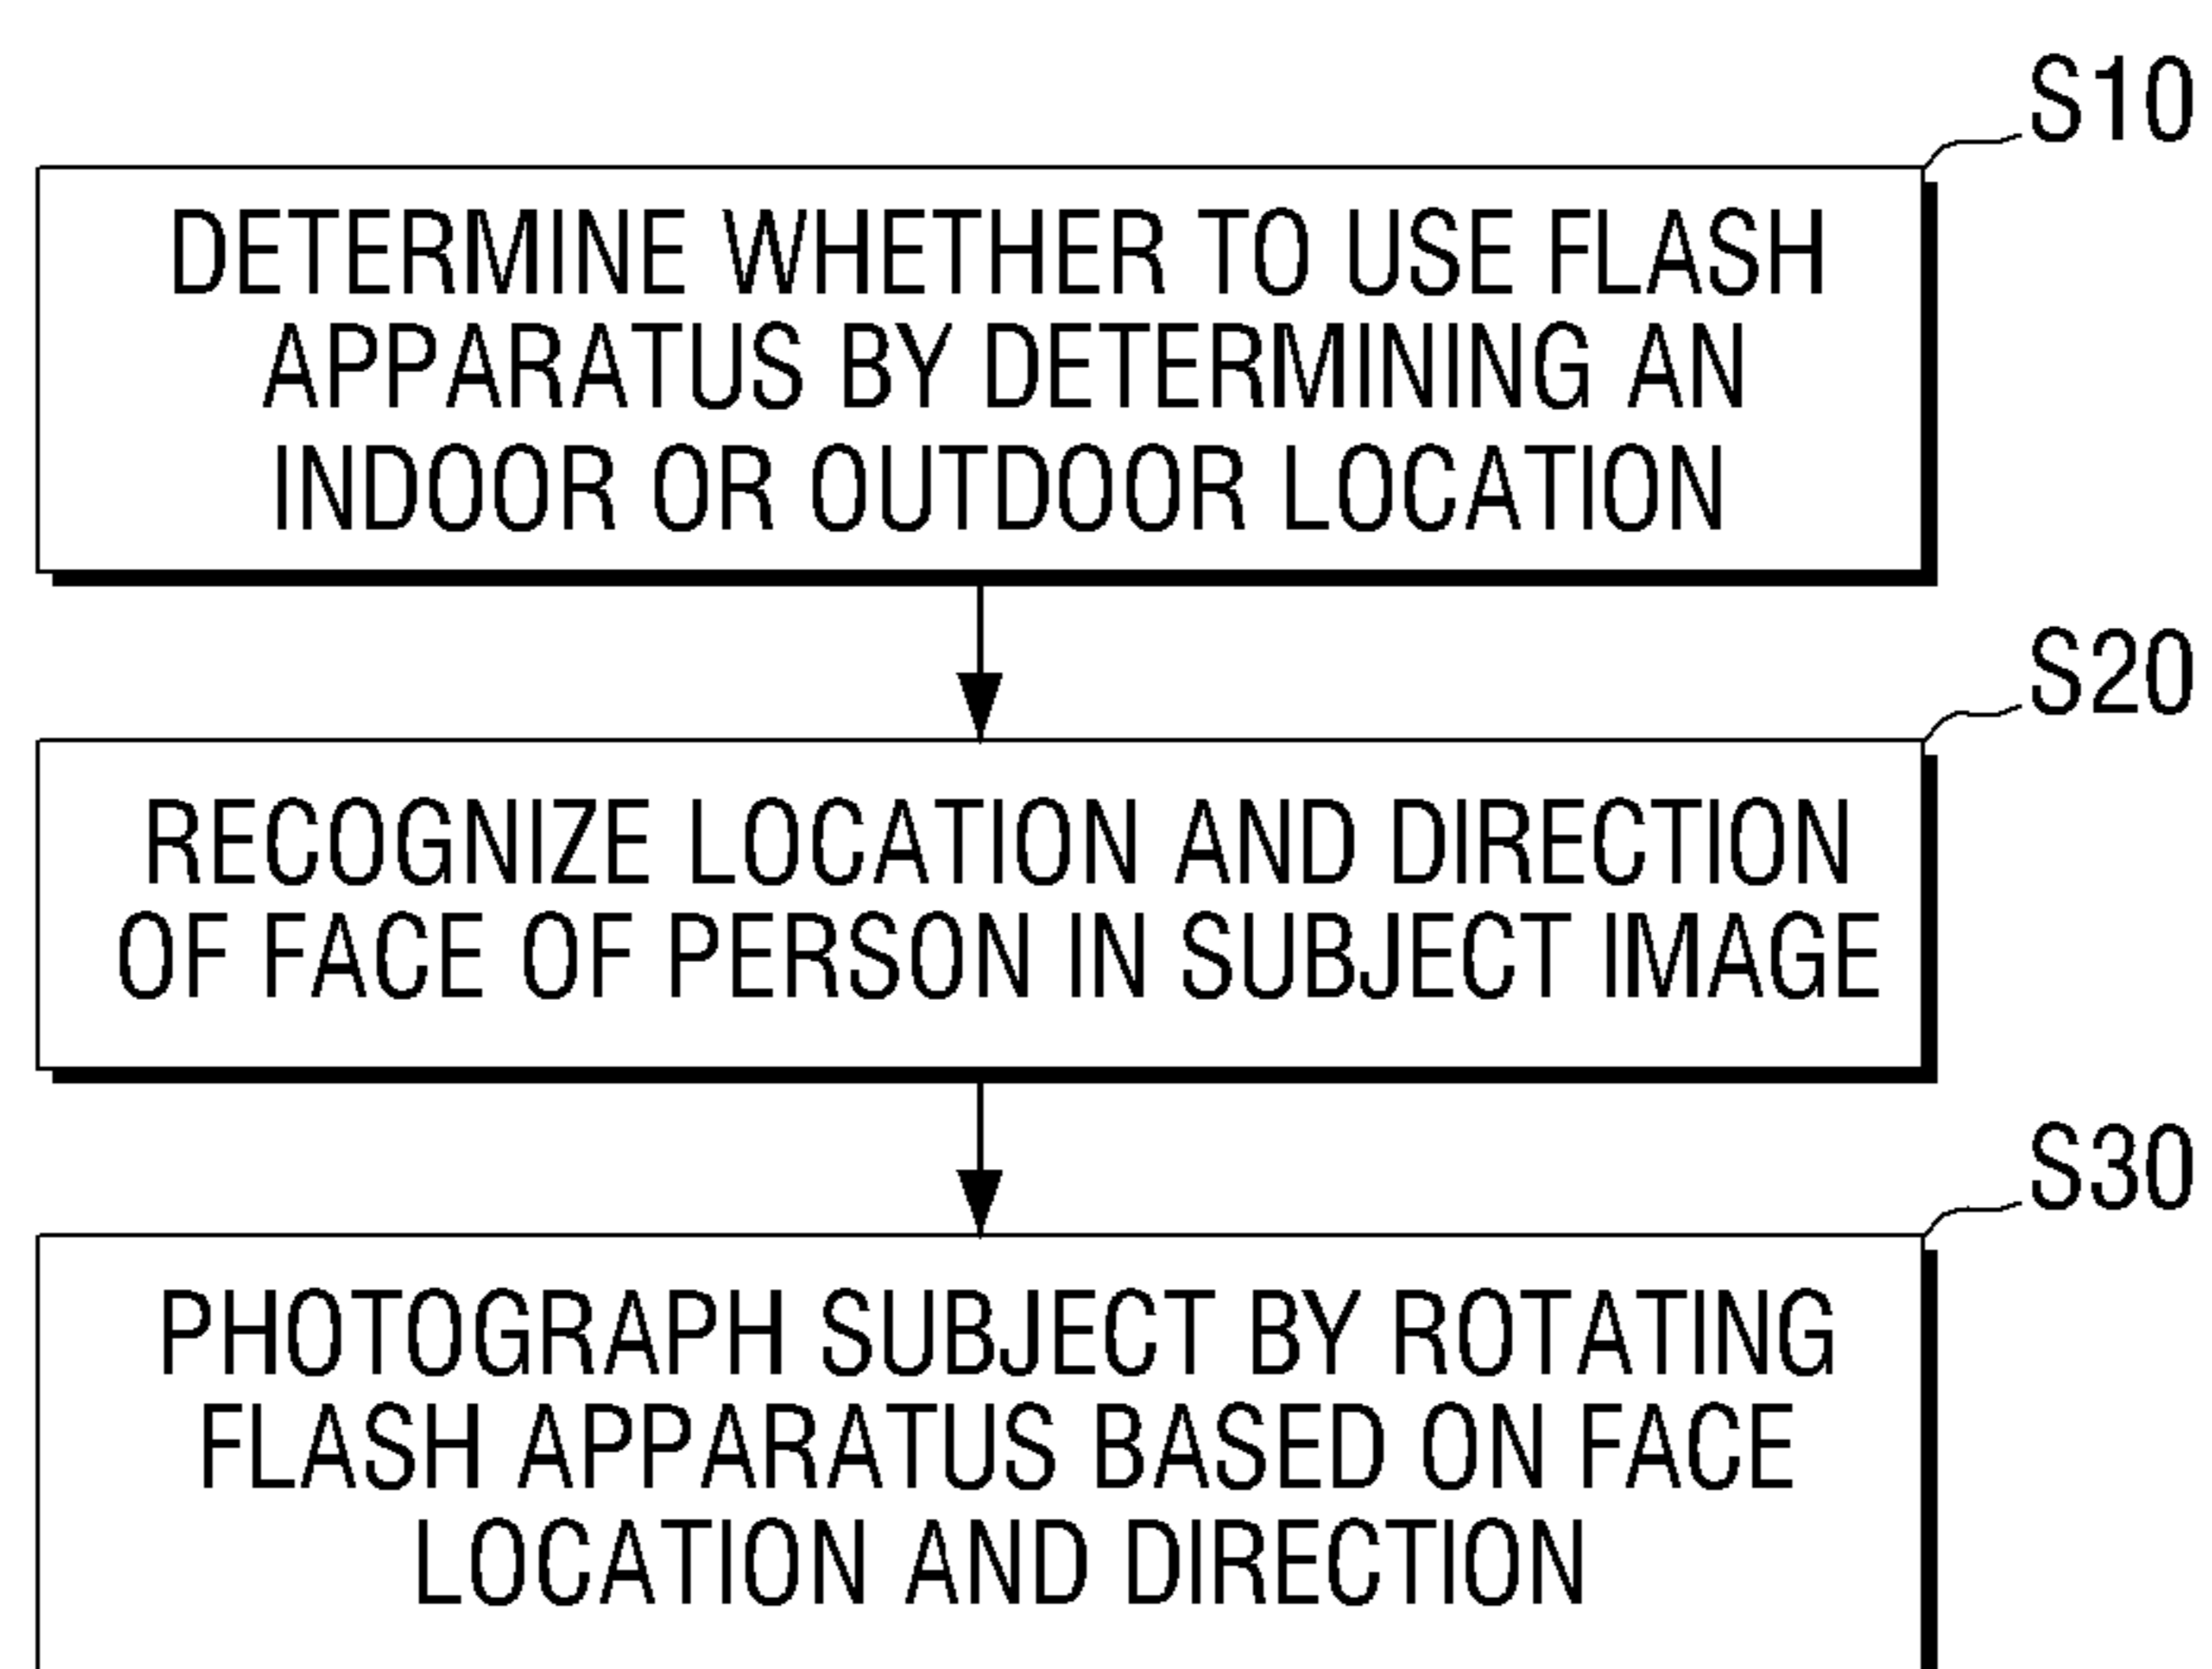 S10
DETERMINE WHETHER TO USE FLASH
APPARATUS BY DETERMINING AN
INDOOR OR OUTDOOR LOCATION
S20
RECOGNIZE LOCATION AND DIRECTION
OF FACE OF PERSON IN SUBJECT IMAGE
S30
PHOTOGRAPH SUBJECT BY ROTATING
FLASH APPARATUS BASED ON FACE
LOCATION AND DIRECTION